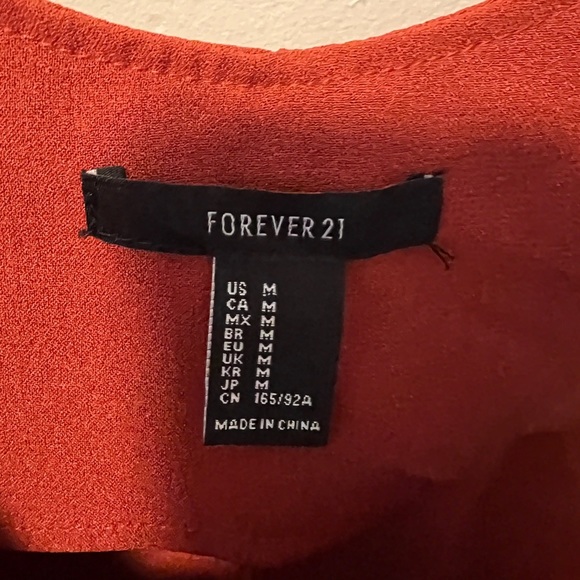 FOREVER 21
US M
CA M
MX M
BR M
EU M
UK M
KR M
JP M
CN 165/92A
MADE IN CHINA